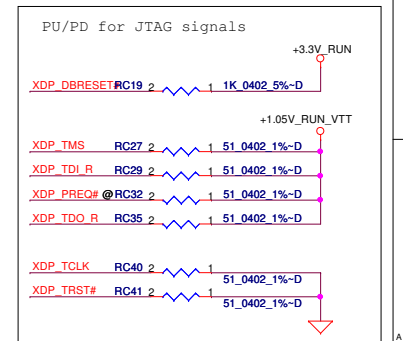 PU/PD for JTAG signals
+3.3V_RUN
XDP_DBRESET# RC19 2 1 1K_0402_5%~D
+1.05V_RUN_VTT
XDP_TMS RC27 2 1 51_0402_1%~D
XDP_TDI_R RC29 2 1 51_0402_1%~D
XDP_PREQ# @ RC32 2 1 51_0402_1%~D
XDP_TDO_R RC35 2 1 51_0402_1%~D
XDP_TCLK RC40 2 1
51_0402_1%~D
XDP_TRST# RC41 2 1
51_0402_1%~D
A